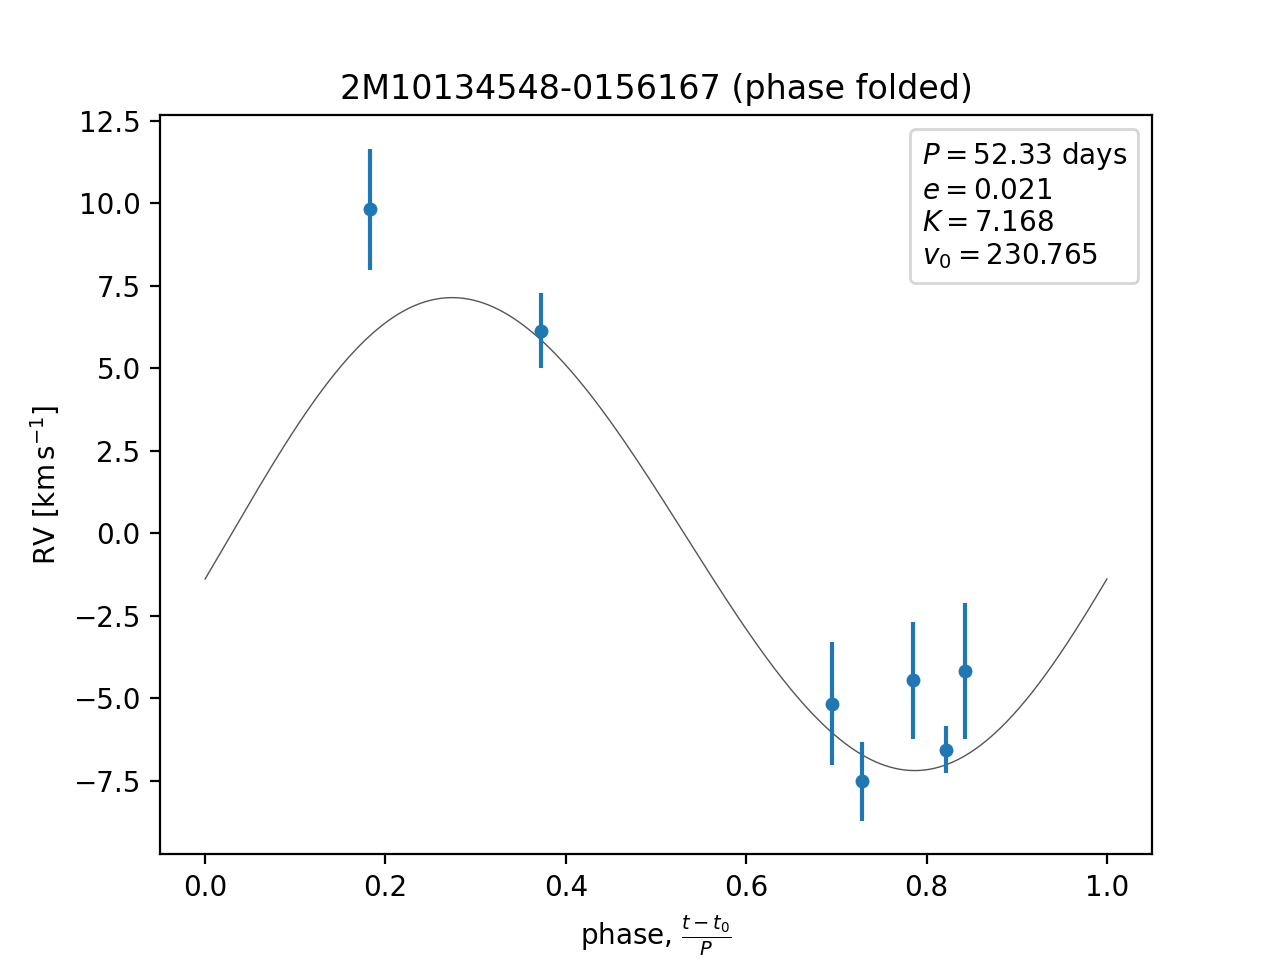 2M10134548-0156167 (phase folded)
12.5
10.0
7.5
5.0
2.5
0.0
−2.5
−5.0
−7.5
RV [km s⁻¹]
P = 52.33 days
e = 0.021
K = 7.168
v₀ = 230.765
0.0 0.2 0.4 0.6 0.8 1.0
phase, (t − t₀)/P